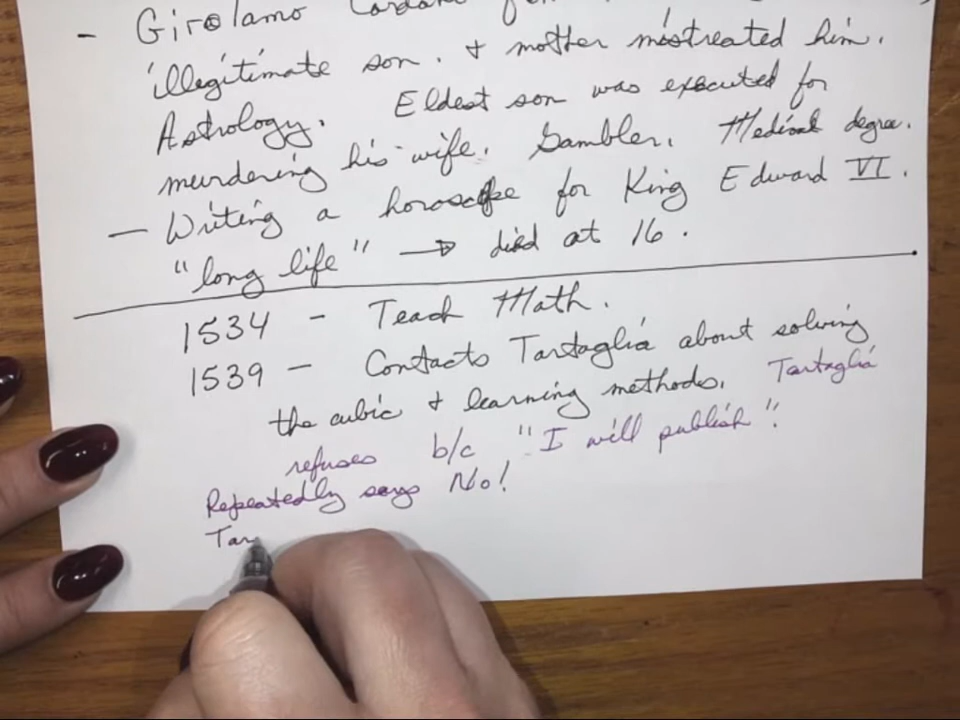 - Girolamo Cardano
illegitimate son. & mother mistreated him.
Astrology. Eldest son was executed for
murdering his wife. Gambler. Medical degree.
— Writing a horoscope for King Edward VI.
"long life" → died at 16.
1534 - Teach Math.
1539 - Contacts Tartaglia about solving
the cubic & learning methods. Tartaglia
refuses b/c "I will publish".
Repeatedly says No!
Tar